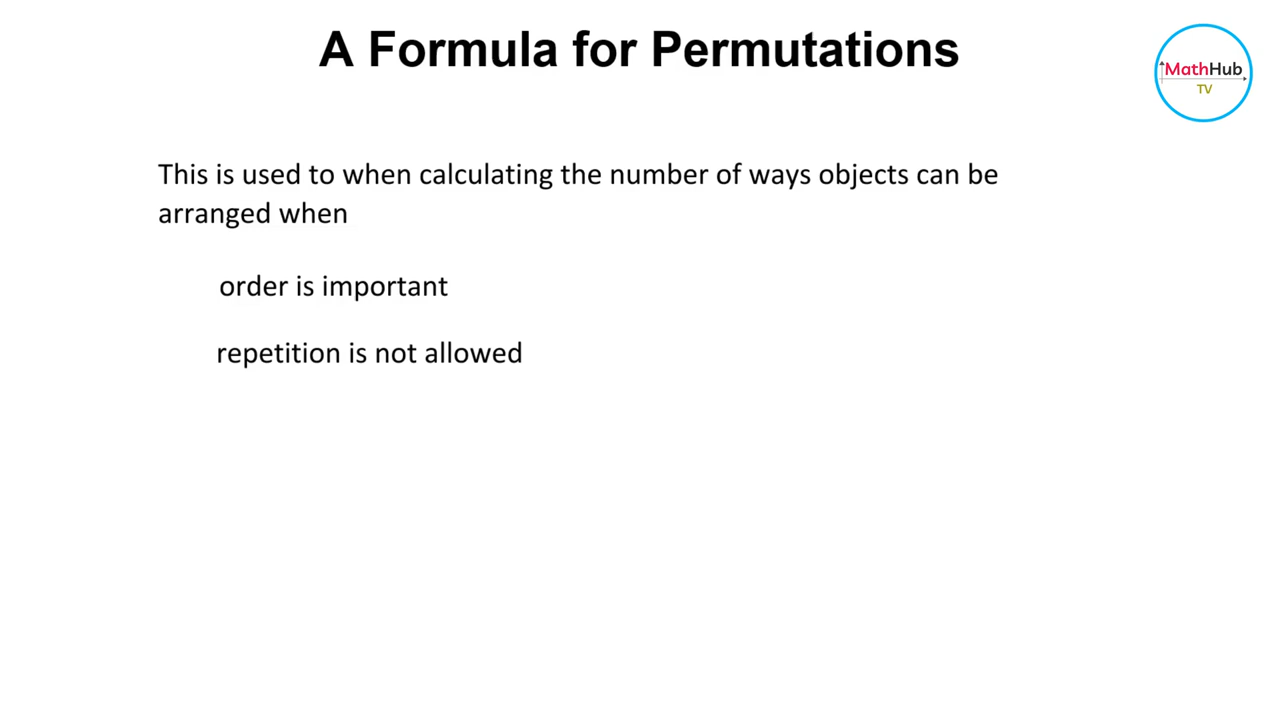 A Formula for Permutations
MathHub
TV
This is used to when calculating the number of ways objects can be
arranged when
order is important
repetition is not allowed